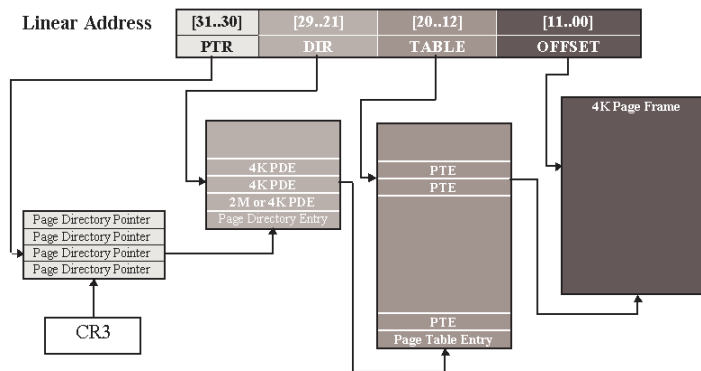 Linear Address
[31..30] [29..21] [20..12] [11..00]
PTR DIR TABLE OFFSET
4K Page Frame
4K PDE
4K PDE
2M or 4K PDE
Page Directory Entry
PTE
PTE
PTE
Page Table Entry
Page Directory Pointer
Page Directory Pointer
Page Directory Pointer
Page Directory Pointer
CR3